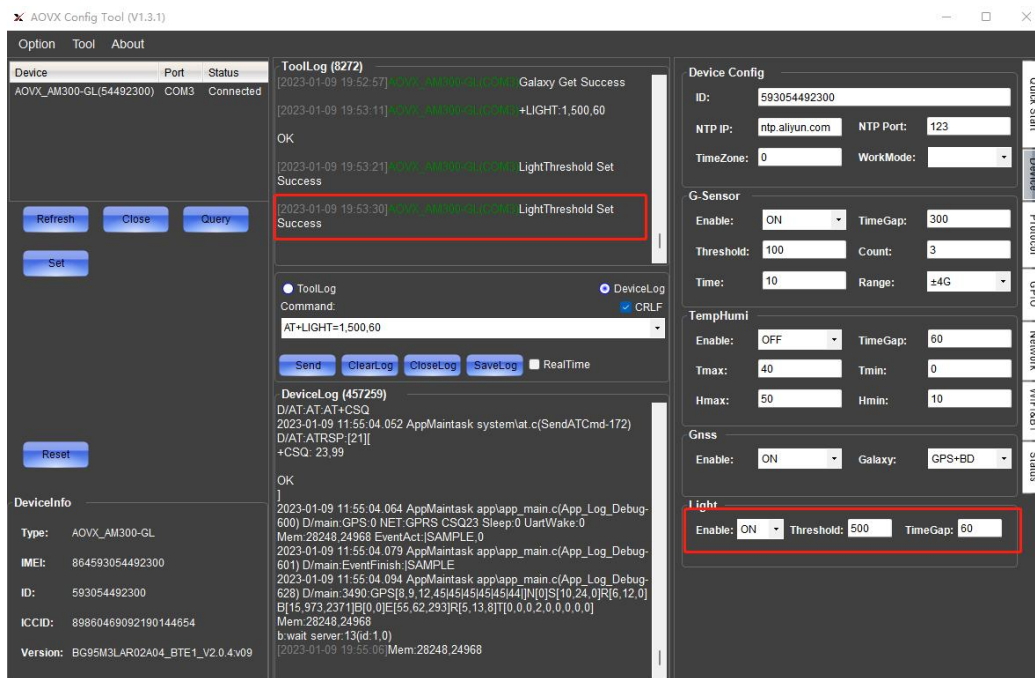 AOVX Config Tool (V1.3.1)
Option Tool About
Device Port Status
AOVX_AM300-GL(54492300) COM3 Connected
Refresh Close Query
Set
Reset
DeviceInfo
Type: AOVX_AM300-GL
IMEI: 864593054492300
ID: 593054492300
ICCID: 89860469092190144654
Version: BG95M3LAR02A04_BTE1_V2.0.4:v09
ToolLog (8272)
[2023-01-09 19:52:57]AOVX_AM300-GL(COM3)Galaxy Get Success
[2023-01-09 19:53:11]AOVX_AM300-GL(COM3)+LIGHT:1,500,60
OK
[2023-01-09 19:53:21]AOVX_AM300-GL(COM3)LightThreshold Set
Success
[2023-01-09 19:53:30]AOVX_AM300-GL(COM3)LightThreshold Set
Success
ToolLog DeviceLog
Command: CRLF
AT+LIGHT=1,500,60
Send ClearLog CloseLog SaveLog RealTime
DeviceLog (457259)
D/AT:AT:AT+CSQ
2023-01-09 11:55:04.052 AppMaintask system\at.c(SendATCmd-172)
D/AT:ATRSP:[21][
+CSQ: 23,99
OK
]
2023-01-09 11:55:04.064 AppMaintask app\app_main.c(App_Log_Debug-
600) D/main:GPS:0 NET:GPRS CSQ23 Sleep:0 UartWake:0
Mem:28248,24968 EventAct:|SAMPLE,0
2023-01-09 11:55:04.079 AppMaintask app\app_main.c(App_Log_Debug-
601) D/main:EventFinish:|SAMPLE
2023-01-09 11:55:04.094 AppMaintask app\app_main.c(App_Log_Debug-
628) D/main:3490:GPS[8,9,12,45|45|45|45|45|44|]N[0]S[10,24,0]R[6,12,0]
B[15,973,2371]B[0,0]E[55,62,293]R[5,13,8]T[0,0,0,2,0,0,0,0,0]
Mem:28248,24968
b:wait server:13(id:1,0)
[2023-01-09 19:55:06]Mem:28248,24968
Device Config
ID: 593054492300
NTP IP: ntp.aliyun.com NTP Port: 123
TimeZone: 0 WorkMode:
G-Sensor
Enable: ON TimeGap: 300
Threshold: 100 Count: 3
Time: 10 Range: ±4G
TempHumi
Enable: OFF TimeGap: 60
Tmax: 40 Tmin: 0
Hmax: 50 Hmin: 10
Gnss
Enable: ON Galaxy: GPS+BD
Light
Enable: ON Threshold: 500 TimeGap: 60
Quick Start
Device
Protocol
GPIO
Network
Status